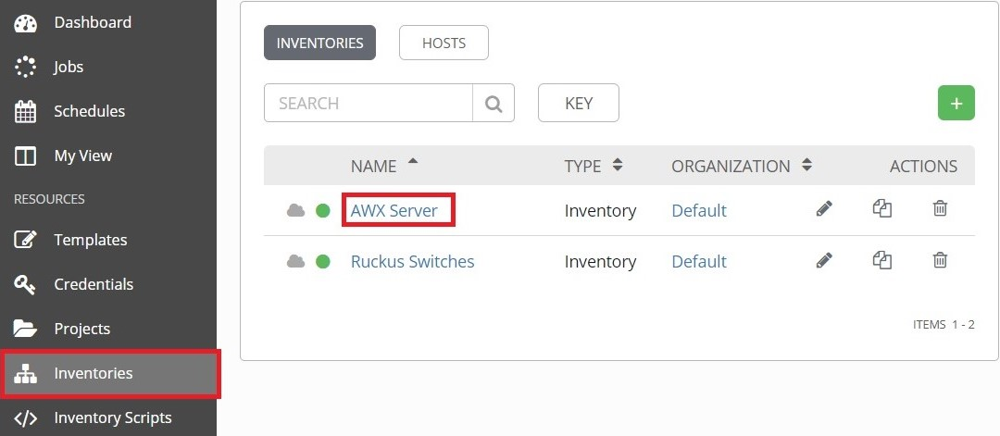 Dashboard
Jobs
Schedules
My View
RESOURCES
Templates
Credentials
Projects
Inventories
Inventory Scripts
INVENTORIES HOSTS
SEARCH KEY +
NAME TYPE ORGANIZATION ACTIONS
AWX Server Inventory Default
Ruckus Switches Inventory Default
ITEMS 1 - 2